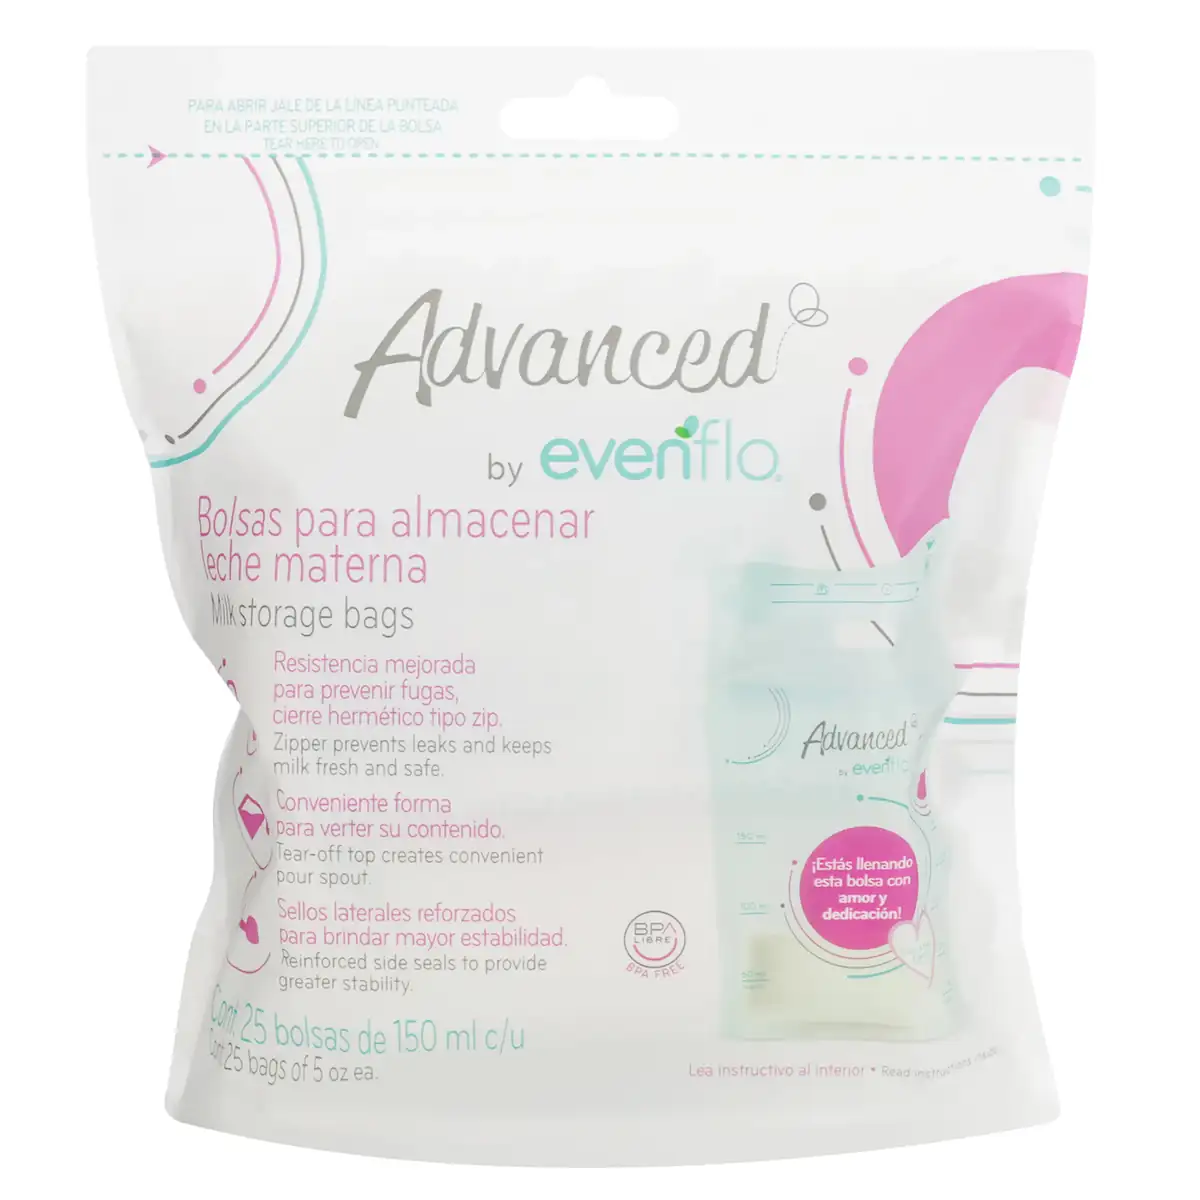 PARA ABRIR JALE DE LA LÍNEA PUNTEADA
EN LA PARTE SUPERIOR DE LA BOLSA
TEAR HERE TO OPEN
Advanced
by evenflo
Bolsas para almacenar
leche materna
Milk storage bags
Resistencia mejorada
para prevenir fugas,
cierre hermético tipo zip.
Zipper prevents leaks and keeps
milk fresh and safe.
Conveniente forma
para verter su contenido.
Tear-off top creates convenient
pour spout.
Sellos laterales reforzados
para brindar mayor estabilidad.
Reinforced side seals to provide
greater stability.
Cont 25 bolsas de 150 ml c/u
Cont 25 bags of 5 oz ea.
BPA
LIBRE
BPA FREE
Advanced
by evenflo
¡Estás llenando
esta bolsa con
amor y
dedicación!
Lea instructivo al interior • Read instructions